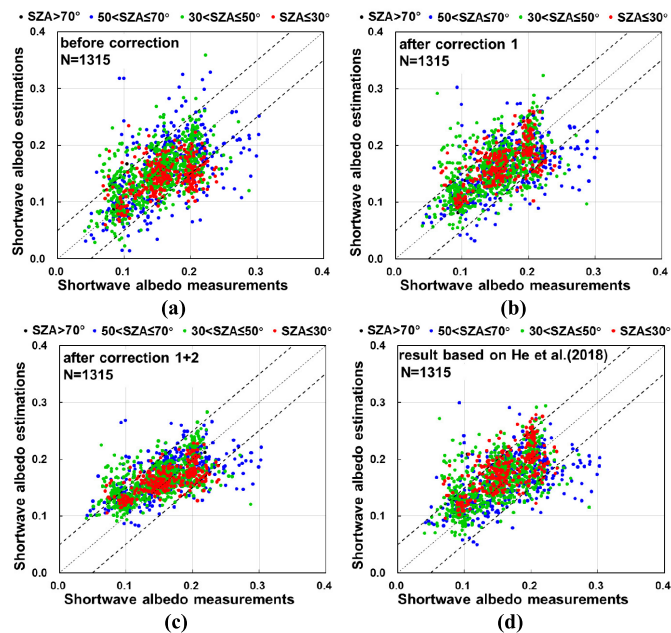 • SZA>70° • 50<SZA≤70° • 30<SZA≤50° • SZA≤30°
0.4
before correction
N=1315
0.3
0.2
0.1
0.0
0.0 0.1 0.2 0.3 0.4
Shortwave albedo estimations
Shortwave albedo measurements
(a)
• SZA>70° • 50<SZA≤70° • 30<SZA≤50° • SZA≤30°
0.4
after correction 1
N=1315
0.3
0.2
0.1
0.0
0.0 0.1 0.2 0.3 0.4
Shortwave albedo estimations
Shortwave albedo measurements
(b)
• SZA>70° • 50<SZA≤70° • 30<SZA≤50° • SZA≤30°
0.4
after correction 1+2
N=1315
0.3
0.2
0.1
0.0
0.0 0.1 0.2 0.3 0.4
Shortwave albedo estimations
Shortwave albedo measurements
(c)
• SZA>70° • 50<SZA≤70° • 30<SZA≤50° • SZA≤30°
0.4
result based on He et al.(2018)
N=1315
0.3
0.2
0.1
0.0
0.0 0.1 0.2 0.3 0.4
Shortwave albedo estimations
Shortwave albedo measurements
(d)